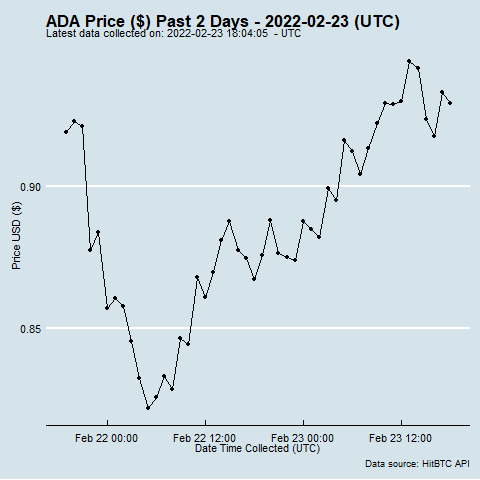 ADA Price ($) Past 2 Days - 2022-02-23 (UTC)
Latest data collected on: 2022-02-23 18:04:05 - UTC
0.90
Price USD ($)
0.85
Feb 22 00:00 Feb 22 12:00 Feb 23 00:00 Feb 23 12:00
Date Time Collected (UTC)
Data source: HitBTC API